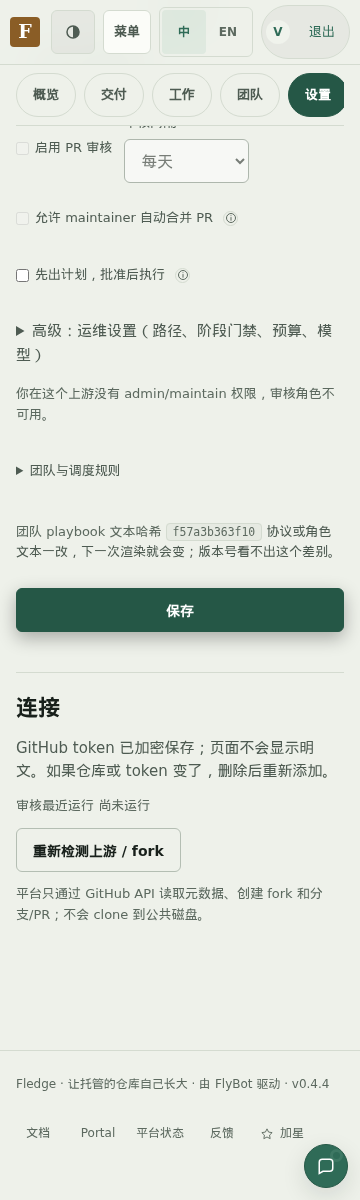 F 菜单 中 EN V 退出
概览 交付 工作 团队 设置
启用 PR 审核 每天
允许 maintainer 自动合并 PR
先出计划，批准后执行
高级：运维设置（路径、阶段门禁、预算、模
型）
你在这个上游没有 admin/maintain 权限，审核角色不
可用。
团队与调度规则
团队 playbook 文本哈希 f57a3b363f10 协议或角色
文本一改，下一次渲染就会变；版本号看不出这个差别。
保存
连接
GitHub token 已加密保存；页面不会显示明
文。如果仓库或 token 变了，删除后重新添加。
审核最近运行 尚未运行
重新检测上游 / fork
平台只通过 GitHub API 读取元数据、创建 fork 和分
支/PR；不会 clone 到公共磁盘。
Fledge · 让托管的仓库自己长大 · 由 FlyBot 驱动 · v0.4.4
文档 Portal 平台状态 反馈 加星